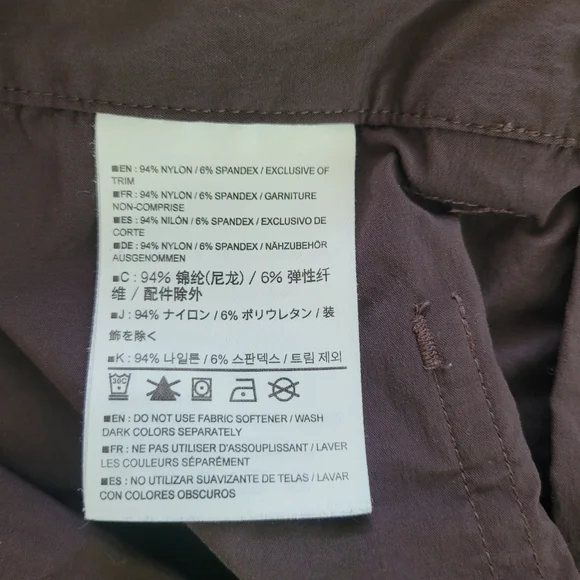 ■EN : 94% NYLON / 6% SPANDEX / EXCLUSIVE OF
TRIM
■FR : 94% NYLON / 6% SPANDEX / GARNITURE
NON-COMPRISE
■ES : 94% NILÓN / 6% SPANDEX / EXCLUSIVO DE
CORTE
■DE : 94% NYLON / 6% SPANDEX / NÄHZUBEHÖR
AUSGENOMMEN
■C : 94% 锦纶(尼龙) / 6% 弹性纤
维 / 配件除外
■J : 94% ナイロン / 6% ポリウレタン / 装
飾を除く
■K : 94% 나일론 / 6% 스판덱스 / 트림 제외
30C
■EN : DO NOT USE FABRIC SOFTENER / WASH
DARK COLORS SEPARATELY
■FR : NE PAS UTILISER D'ASSOUPLISSANT / LAVER
LES COULEURS SÉPARÉMENT
■ES : NO UTILIZAR SUAVIZANTE DE TELAS / LAVAR
CON COLORES OBSCUROS